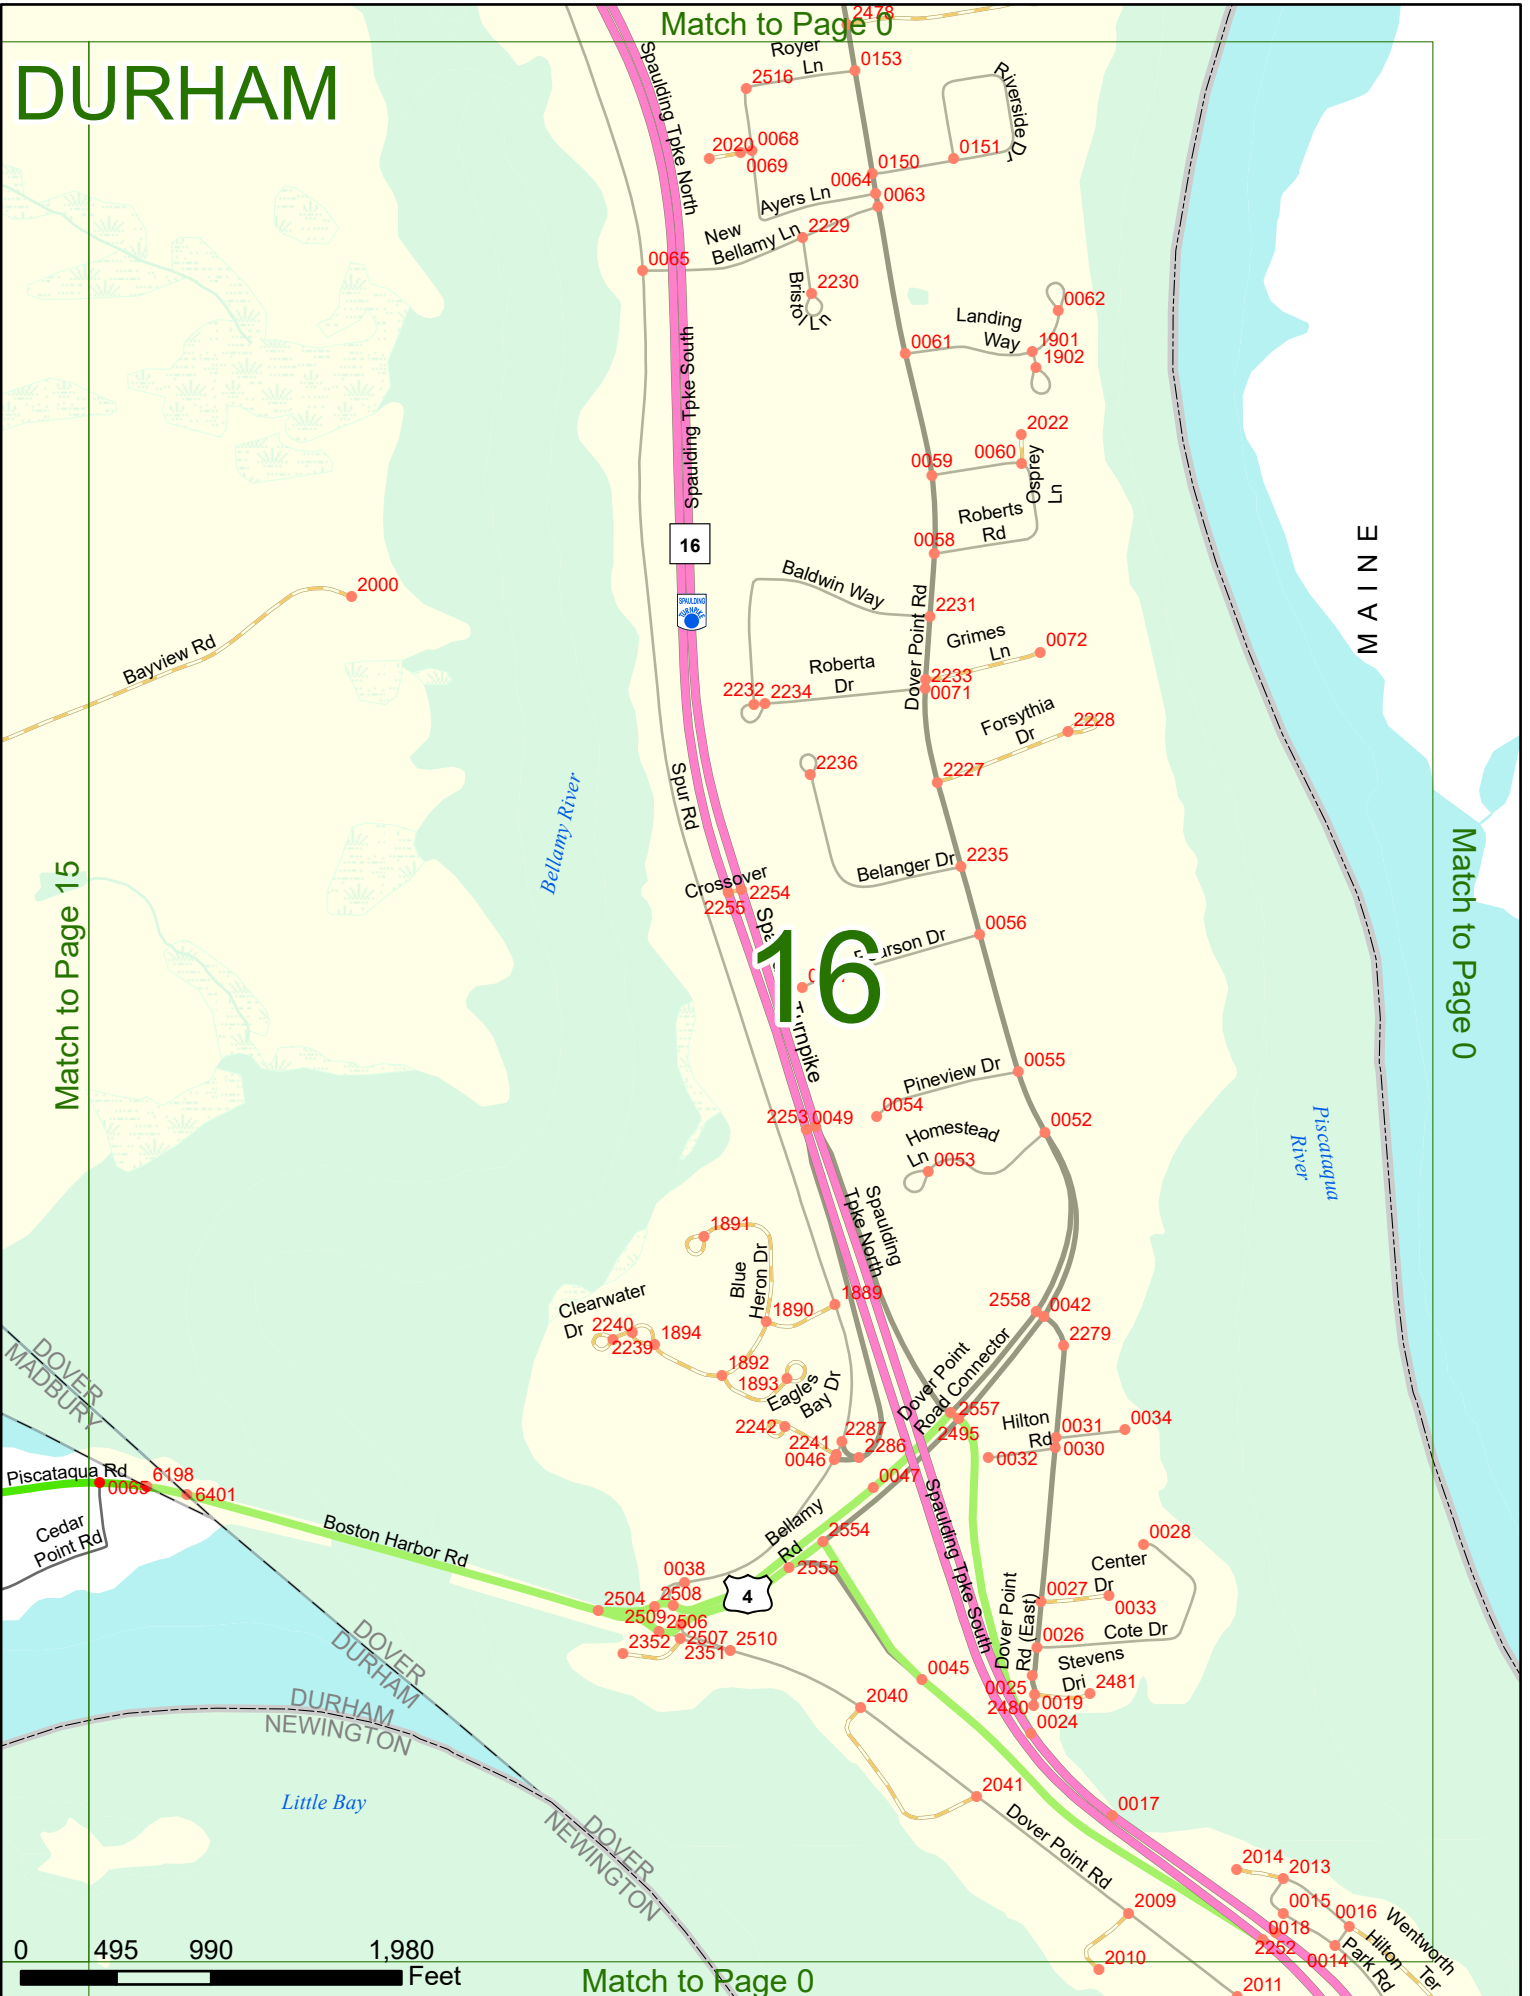 Match to Page 0
DURHAM
2478
Royer
Ln
0153
2516
Riverside Dr
Spaulding Tpke North
2020
0068
0069
0151
0150
0064
0063
Ayers Ln
New
Bellamy Ln
2229
0065
2230
Bristol Ln
0062
Landing
Way
1901
1902
0061
Spaulding Tpke South
2022
0059
0060
Osprey
Ln
Roberts
Rd
0058
16
MAINE
SPAULDING
TURNPIKE
2000
Baldwin Way
2231
Bayview Rd
Dover Point Rd
Grimes
Ln
0072
Roberta
Dr
2233
0071
2232
2234
Forsythia
Dr
2228
2236
2227
Spur Rd
Bellamy River
Belanger Dr
2235
Crossover
2254
2255
Match to Page 15
Match to Page 0
0056
16
Turnpike
Pineview Dr
0055
0054
2253
0049
0052
Homestead
Ln
0053
Piscataqua
River
Spaulding
Tpke North
1891
Blue
Heron Dr
1889
1890
Clearwater
Dr
2240
2239
1894
1892
1893
Eagles
Bay Dr
2558
0042
2279
Dover Point
Road Connector
2557
2495
Hilton
Rd
0031
0034
0030
0032
2242
2241
2287
2286
0046
0047
DOVER
MADBURY
Piscataqua Rd
0065
6198
6401
Cedar
Point Rd
Boston Harbor Rd
Bellamy
Rd
2554
2555
Spaulding Tpke South
0028
Center
Dr
0027
0033
0038
4
2504
2508
2509
2506
2507
2352
2351
2510
Dover Point
Rd (East)
0026
Cote Dr
Stevens
Dri
2481
0025
0019
2480
0024
0045
2040
DOVER
DURHAM
DURHAM
NEWINGTON
2041
0017
Little Bay
Dover Point Rd
DOVER
NEWINGTON
2014
2013
0015
0016
2009
0018
2252
0014
Wentworth
Hilton
Ter
Park Rd
2010
2011
0 495 990 1,980
Feet
Match to Page 0